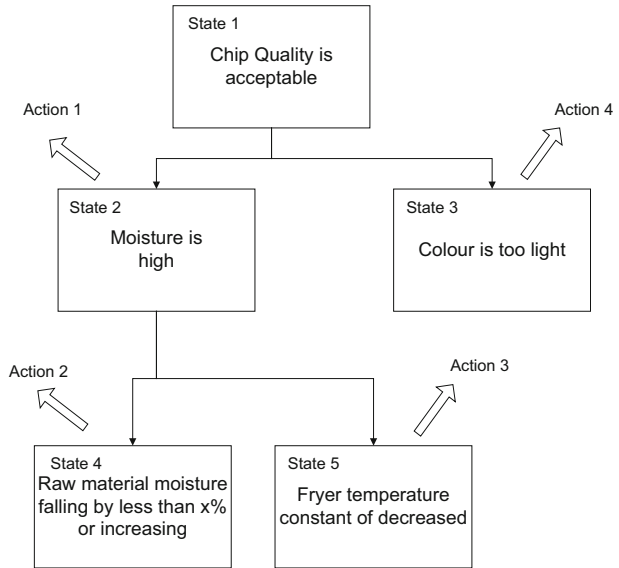 State 1
Chip Quality is
acceptable
Action 1
Action 4
State 2
Moisture is
high
State 3
Colour is too light
Action 2
Action 3
State 4
Raw material moisture
falling by less than x%
or increasing
State 5
Fryer temperature
constant of decreased